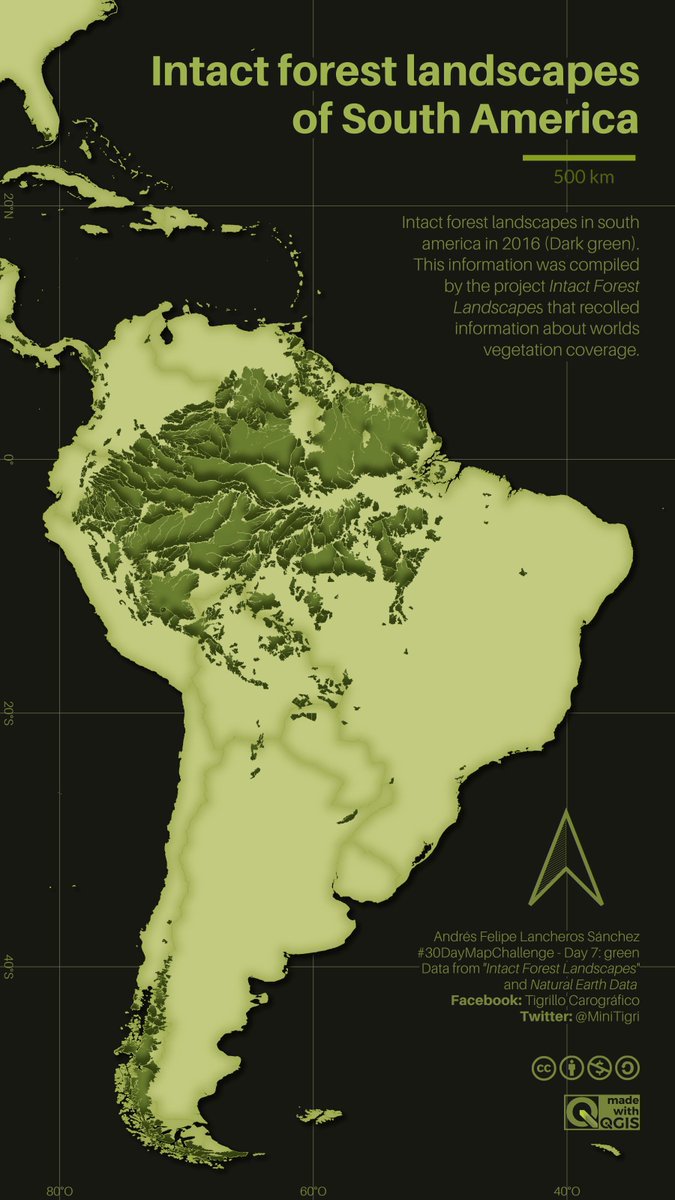 Intact forest landscapes
of South America
500 km
Intact forest landscapes in south
america in 2016 (Dark green).
This information was compiled
by the project Intact Forest
Landscapes that recolled
information about worlds
vegetation coverage.
20°N
0°
20°S
40°S
Andrés Felipe Lancheros Sánchez
#30DayMapChallenge - Day 7: green
Data from "Intact Forest Landscapes"
and Natural Earth Data
Facebook: Tigrillo Carográfico
Twitter: @MiniTigri
cc
made
with
QGIS
80°O
60°O
40°O